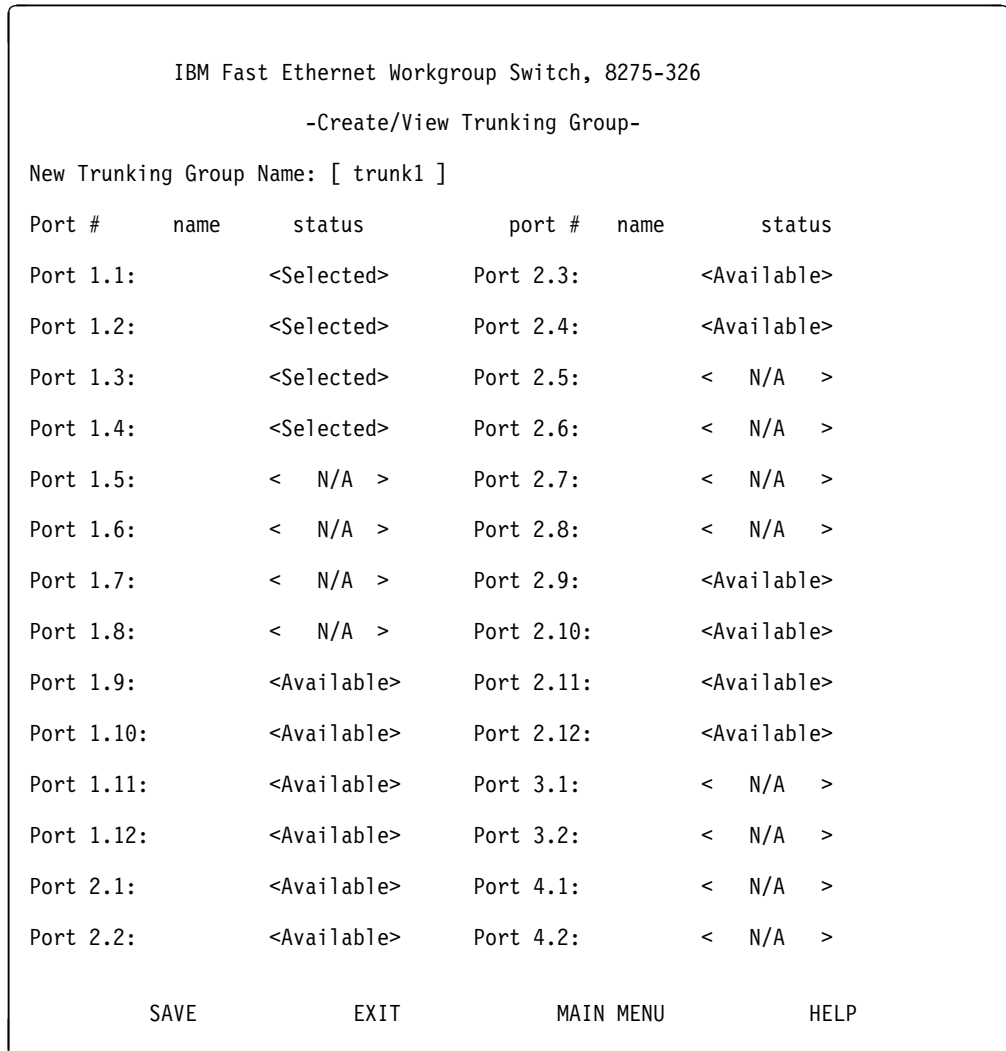 IBM Fast Ethernet Workgroup Switch, 8275-326
-Create/View Trunking Group-
New Trunking Group Name: [ trunk1 ]
Port # name status port # name status
Port 1.1: <Selected> Port 2.3: <Available>
Port 1.2: <Selected> Port 2.4: <Available>
Port 1.3: <Selected> Port 2.5: < N/A >
Port 1.4: <Selected> Port 2.6: < N/A >
Port 1.5: < N/A > Port 2.7: < N/A >
Port 1.6: < N/A > Port 2.8: < N/A >
Port 1.7: < N/A > Port 2.9: <Available>
Port 1.8: < N/A > Port 2.10: <Available>
Port 1.9: <Available> Port 2.11: <Available>
Port 1.10: <Available> Port 2.12: <Available>
Port 1.11: <Available> Port 3.1: < N/A >
Port 1.12: <Available> Port 3.2: < N/A >
Port 2.1: <Available> Port 4.1: < N/A >
Port 2.2: <Available> Port 4.2: < N/A >
SAVE EXIT MAIN MENU HELP